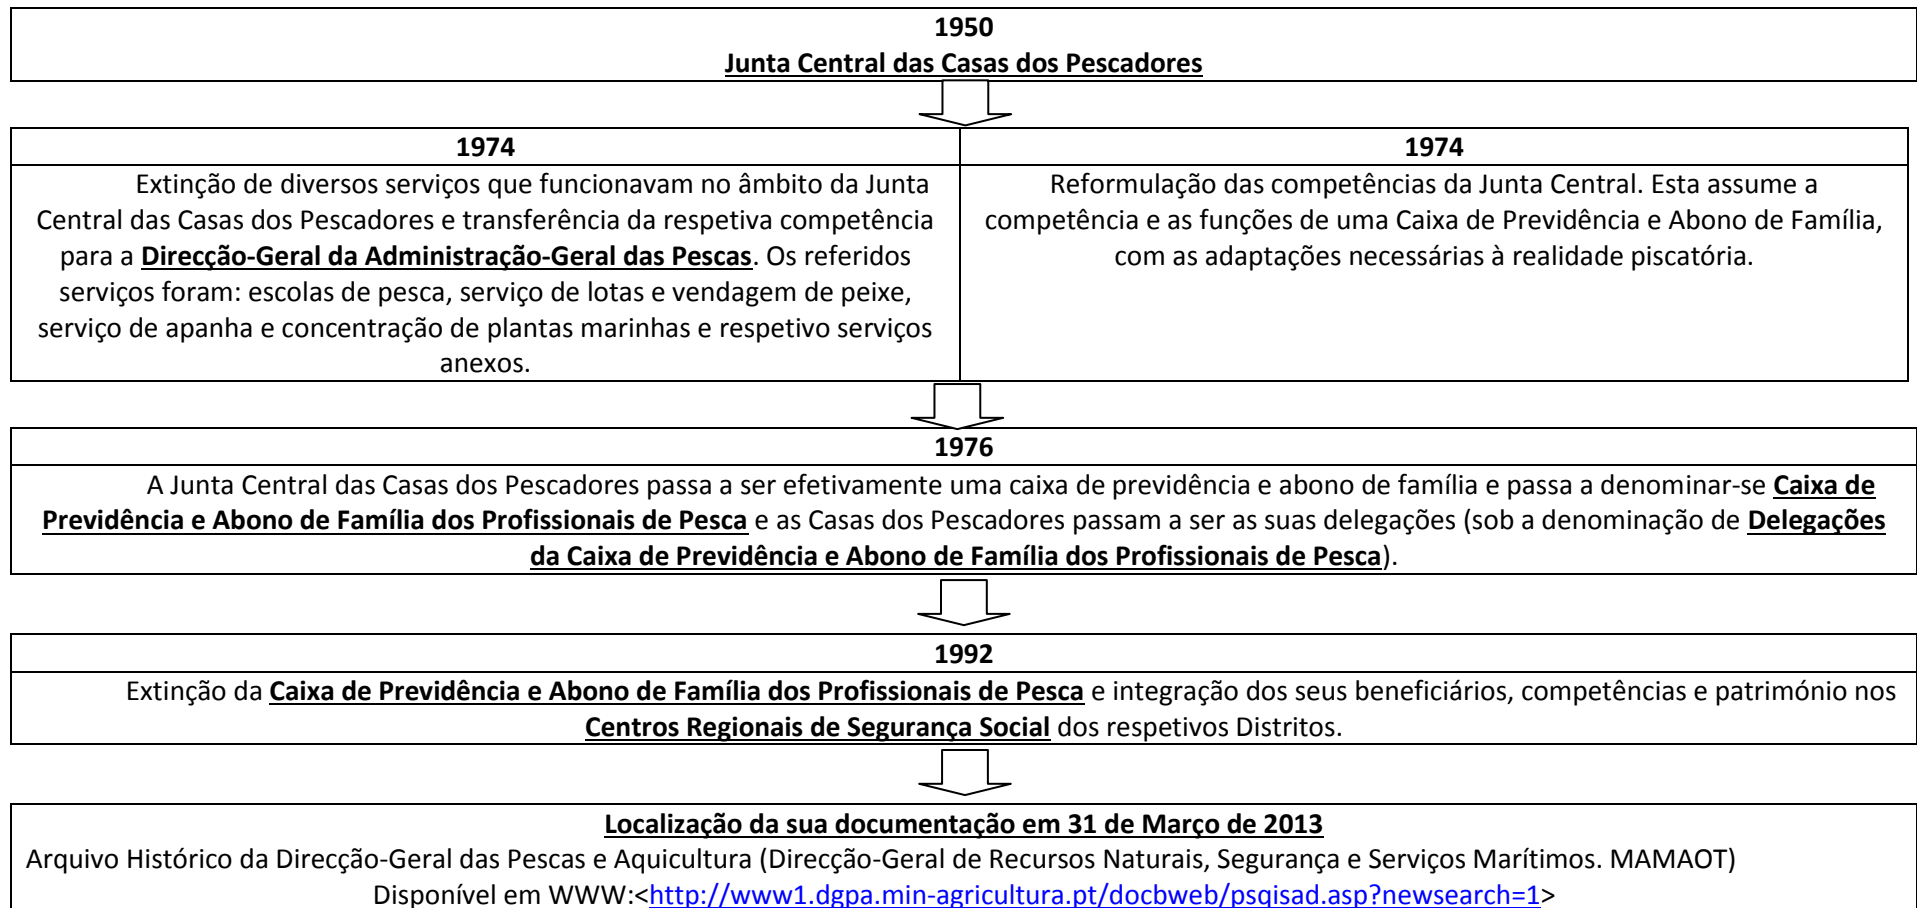 1950
Junta Central das Casas dos Pescadores
1974
Extinção de diversos serviços que funcionavam no âmbito da Junta
Central das Casas dos Pescadores e transferência da respetiva competência
para a Direcção-Geral da Administração-Geral das Pescas. Os referidos
serviços foram: escolas de pesca, serviço de lotas e vendagem de peixe,
serviço de apanha e concentração de plantas marinhas e respetivo serviços
anexos.
1974
Reformulação das competências da Junta Central. Esta assume a
competência e as funções de uma Caixa de Previdência e Abono de Família,
com as adaptações necessárias à realidade piscatória.
1976
A Junta Central das Casas dos Pescadores passa a ser efetivamente uma caixa de previdência e abono de família e passa a denominar-se Caixa de
Previdência e Abono de Família dos Profissionais de Pesca e as Casas dos Pescadores passam a ser as suas delegações (sob a denominação de Delegações
da Caixa de Previdência e Abono de Família dos Profissionais de Pesca).
1992
Extinção da Caixa de Previdência e Abono de Família dos Profissionais de Pesca e integração dos seus beneficiários, competências e património nos
Centros Regionais de Segurança Social dos respetivos Distritos.
Localização da sua documentação em 31 de Março de 2013
Arquivo Histórico da Direcção-Geral das Pescas e Aquicultura (Direcção-Geral de Recursos Naturais, Segurança e Serviços Marítimos. MAMAOT)
Disponível em WWW:<http://www1.dgpa.min-agricultura.pt/docbweb/psqisad.asp?newsearch=1>